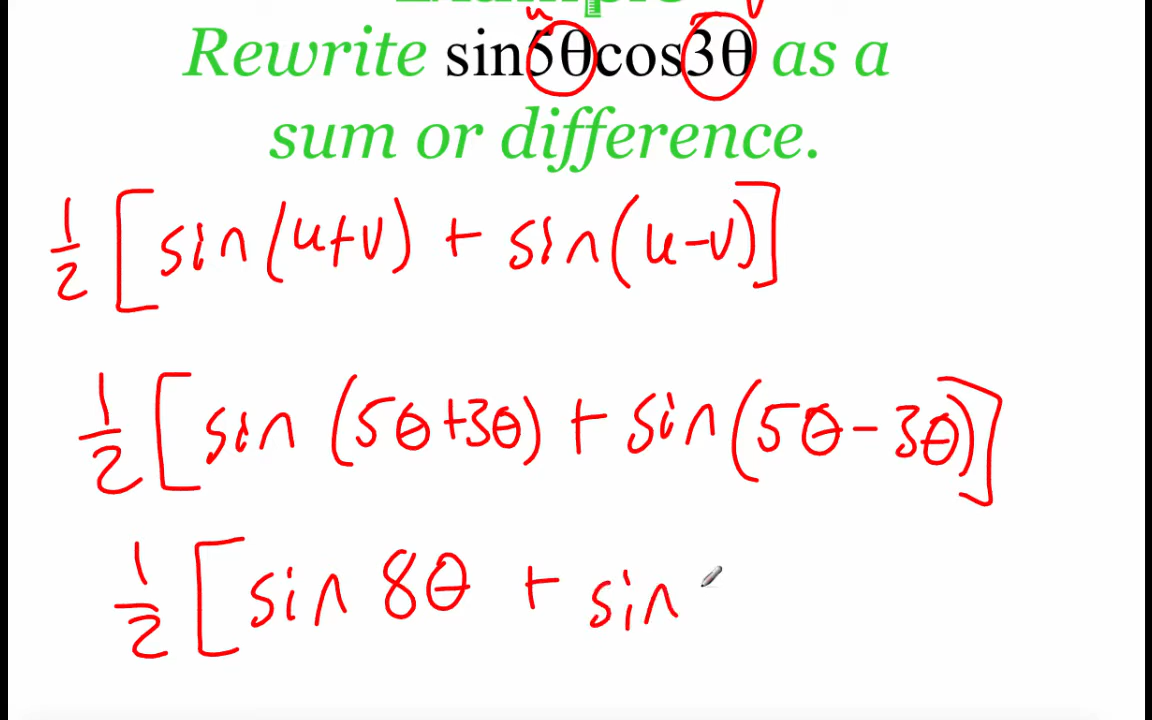 Example
u v
Rewrite sin5θcos3θ as a
sum or difference.
1/2 [sin(u+v) + sin(u-v)]
1/2 [sin (5θ+3θ) + sin(5θ-3θ)]
1/2 [sin 8θ + sin